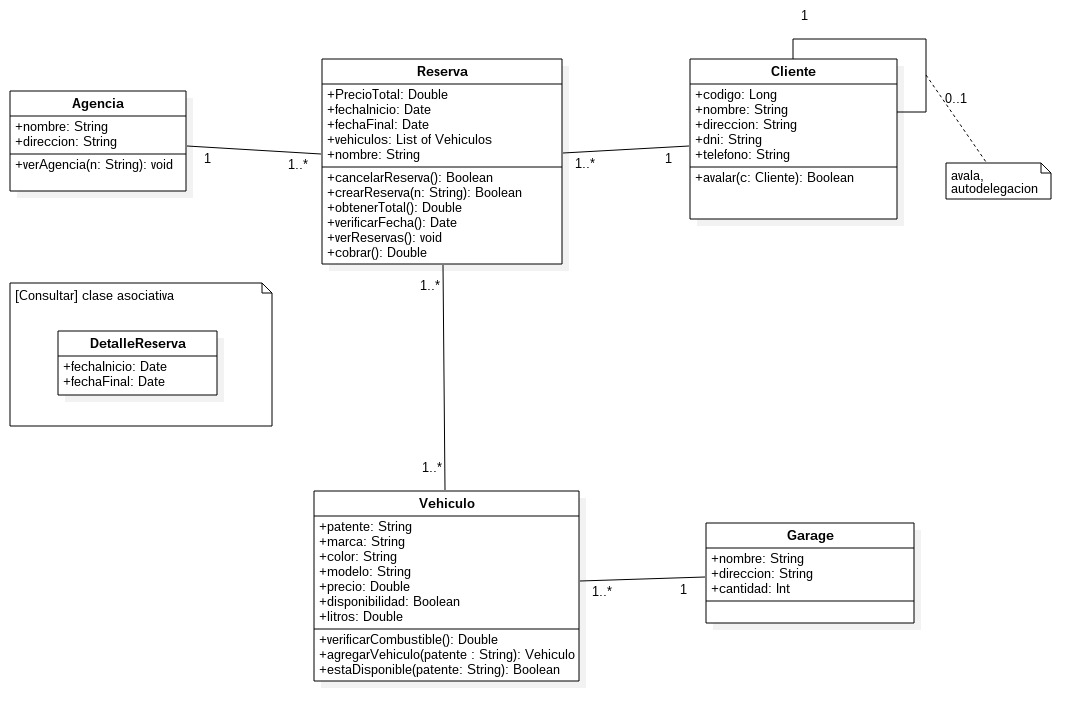 1
Reserva
+PrecioTotal: Double
+fechaInicio: Date
+fechaFinal: Date
+vehiculos: List of Vehiculos
+nombre: String
+cancelarReserva(): Boolean
+crearReserva(n: String): Boolean
+obtenerTotal(): Double
+verificarFecha(): Date
+verReservas(): void
+cobrar(): Double
Cliente
+codigo: Long
+nombre: String
+direccion: String
+dni: String
+telefono: String
+avalar(c: Cliente): Boolean
0..1
avala,
autodelegacion
Agencia
+nombre: String
+direccion: String
+verAgencia(n: String): void
1
1..*
1..*
1
[Consultar] clase asociativa
DetalleReserva
+fechaInicio: Date
+fechaFinal: Date
1..*
1..*
Vehiculo
+patente: String
+marca: String
+color: String
+modelo: String
+precio: Double
+disponibilidad: Boolean
+litros: Double
+verificarCombustible(): Double
+agregarVehiculo(patente : String): Vehiculo
+estaDisponible(patente: String): Boolean
1..*
1
Garage
+nombre: String
+direccion: String
+cantidad: Int